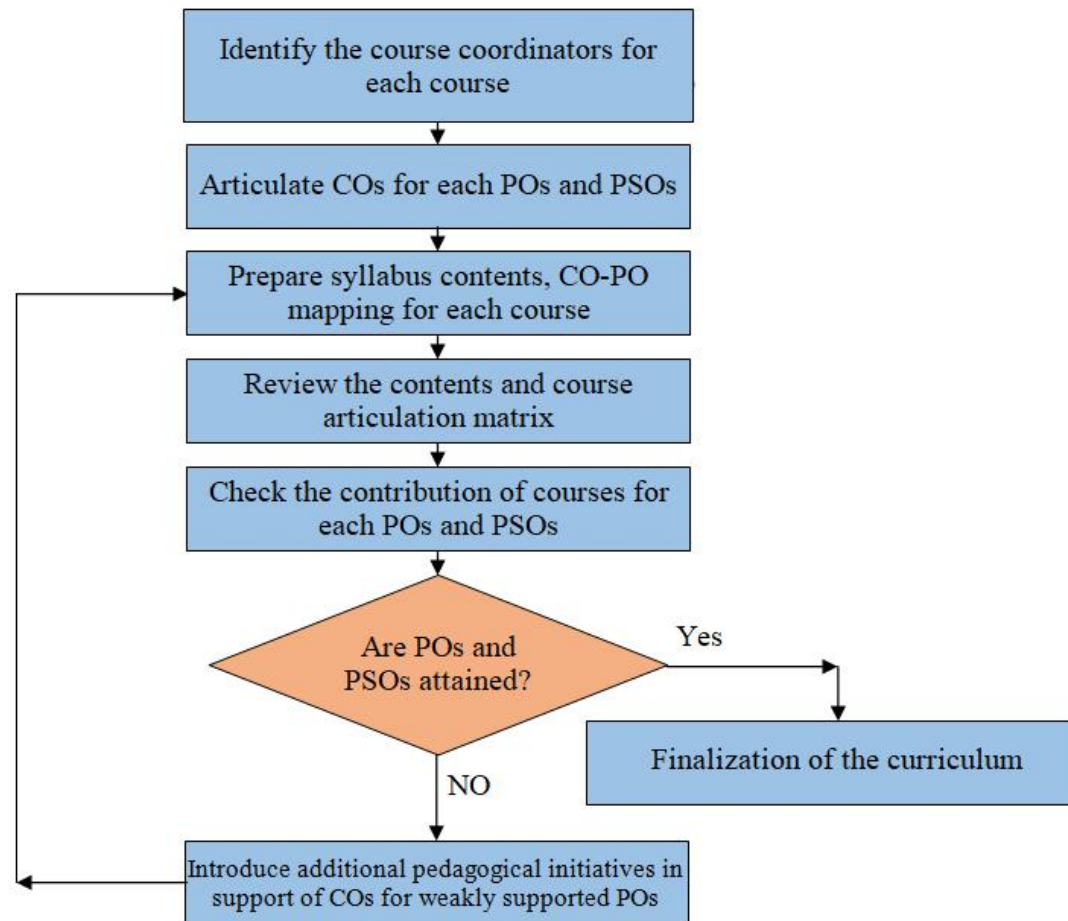 Identify the course coordinators for
each course
Articulate COs for each POs and PSOs
Prepare syllabus contents, CO-PO
mapping for each course
Review the contents and course
articulation matrix
Check the contribution of courses for
each POs and PSOs
Are POs and
PSOs attained?
Yes
Finalization of the curriculum
NO
Introduce additional pedagogical initiatives in
support of COs for weakly supported POs